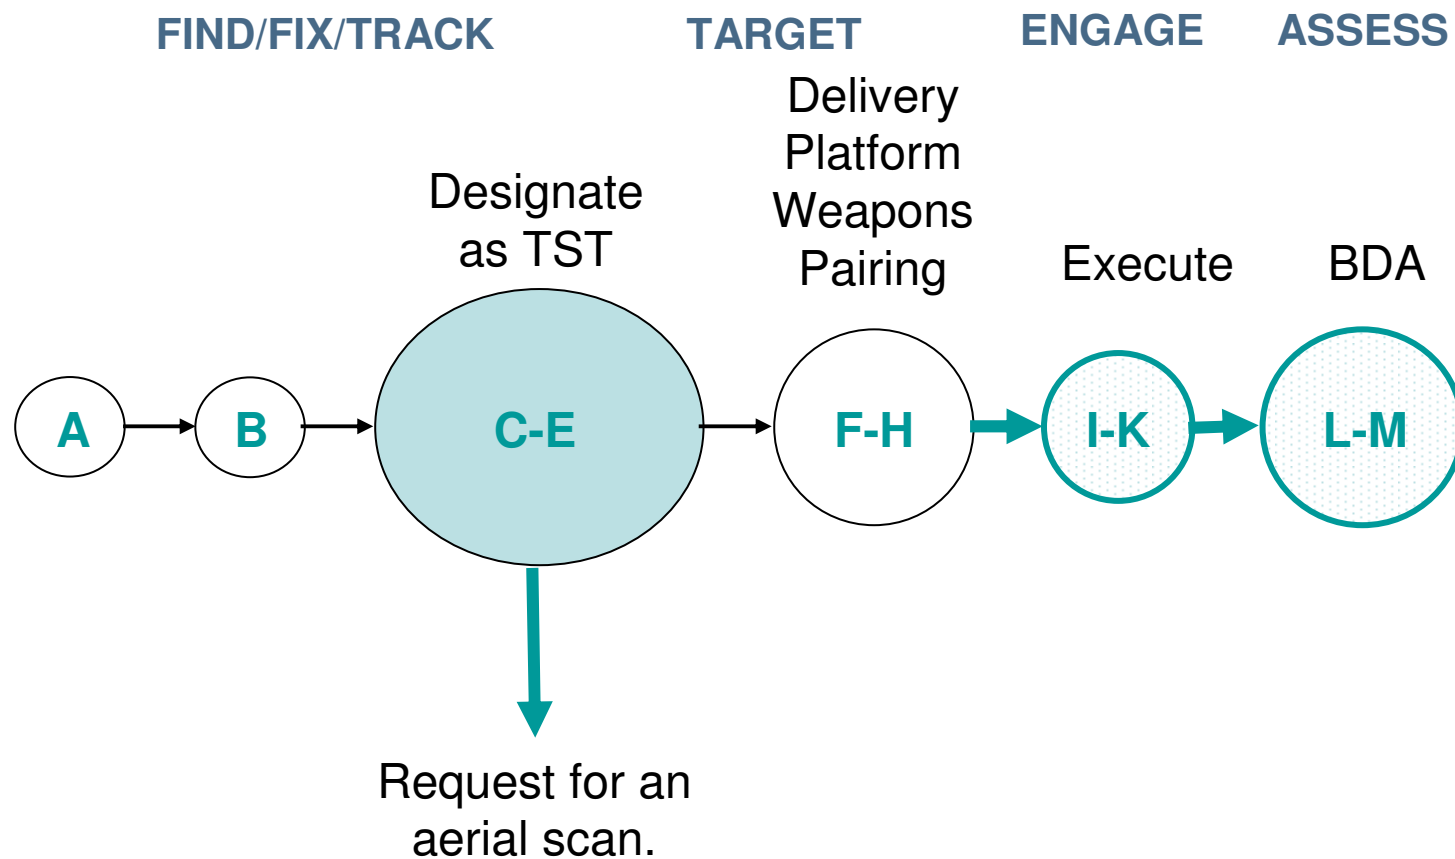 FIND/FIX/TRACK
TARGET
ENGAGE
ASSESS
Designate
as TST
Delivery
Platform
Weapons
Pairing
Execute
BDA
A
B
C-E
F-H
I-K
L-M
Request for an
aerial scan.